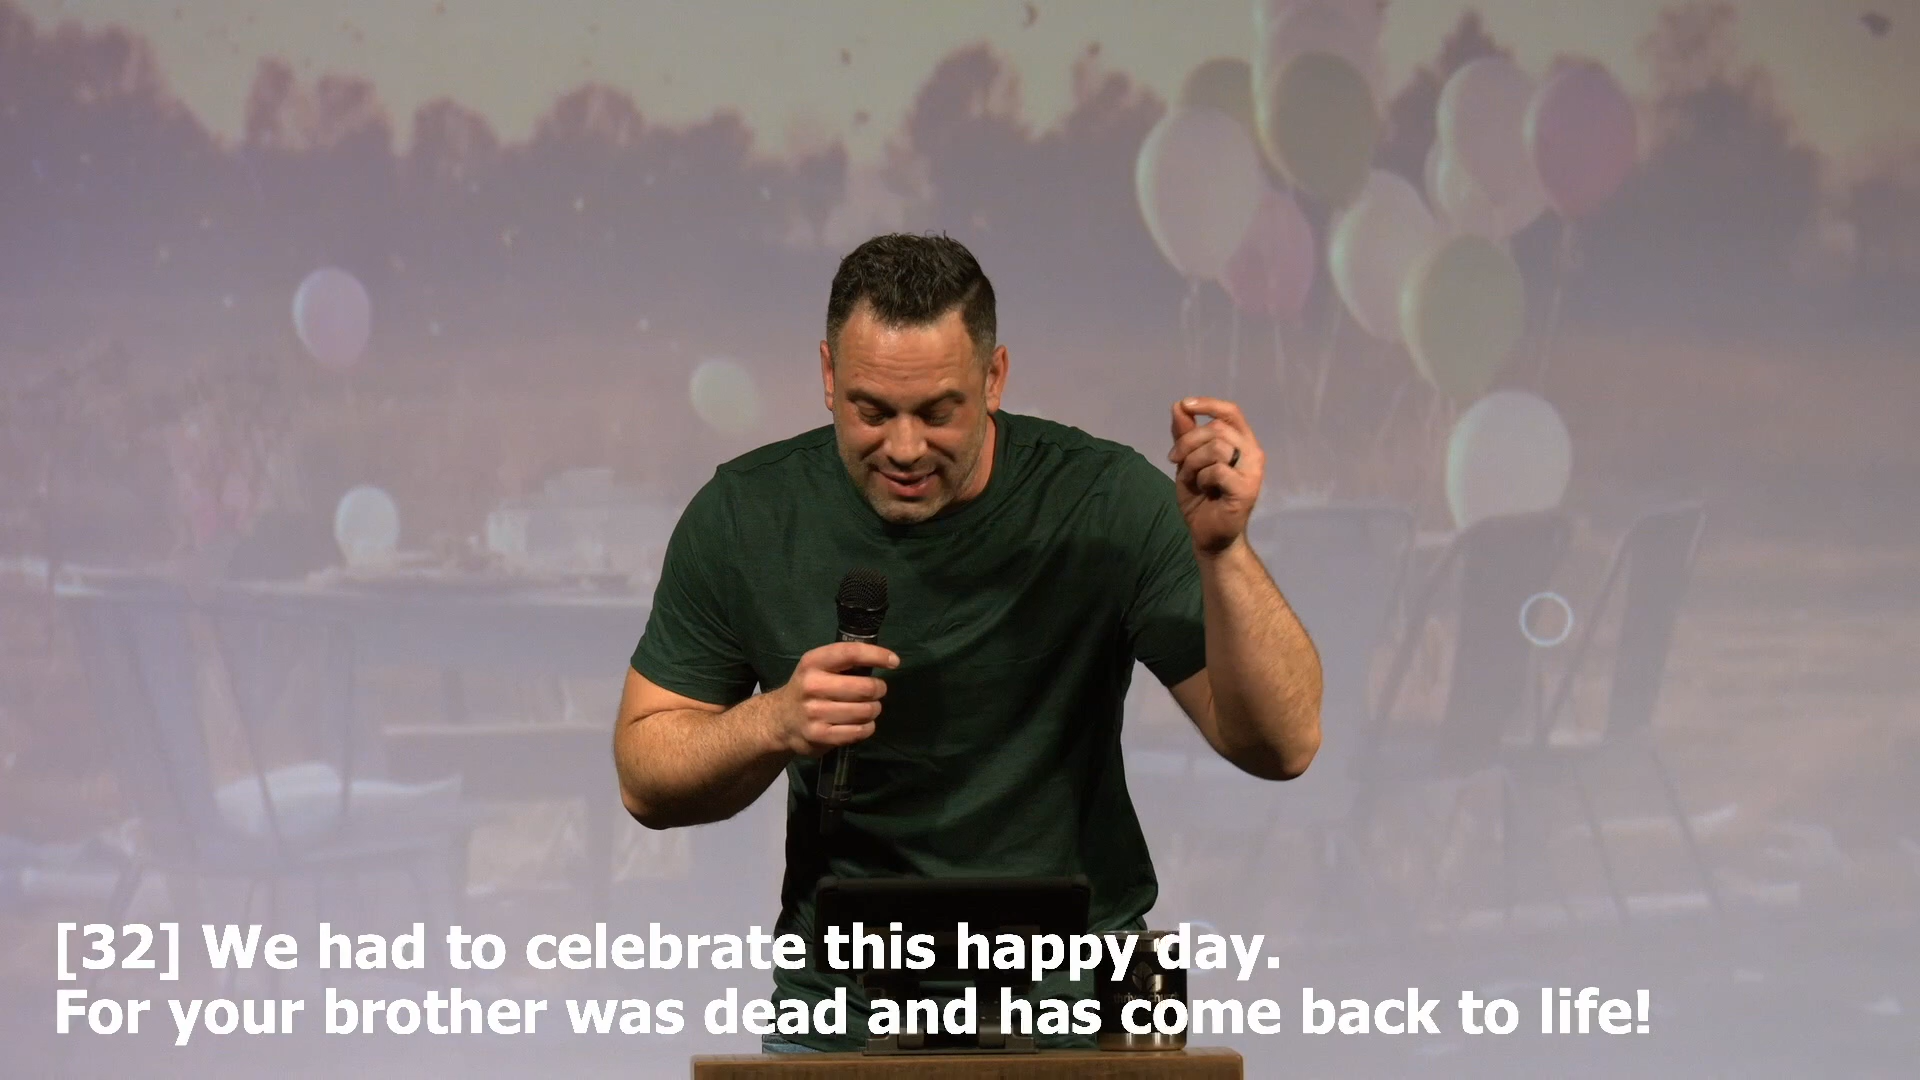 [32] We had to celebrate this happy day.
For your brother was dead and has come back to life!